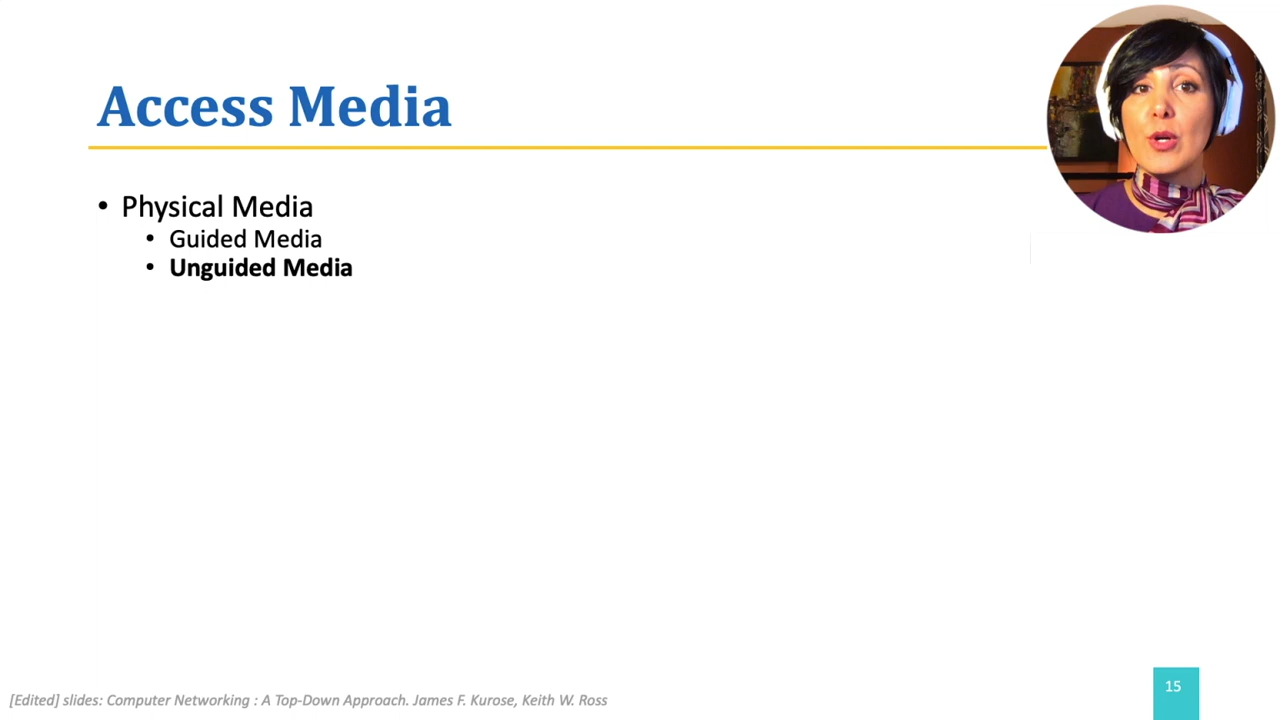 Access Media
• Physical Media
• Guided Media
• Unguided Media
[Edited] slides: Computer Networking : A Top-Down Approach. James F. Kurose, Keith W. Ross
15